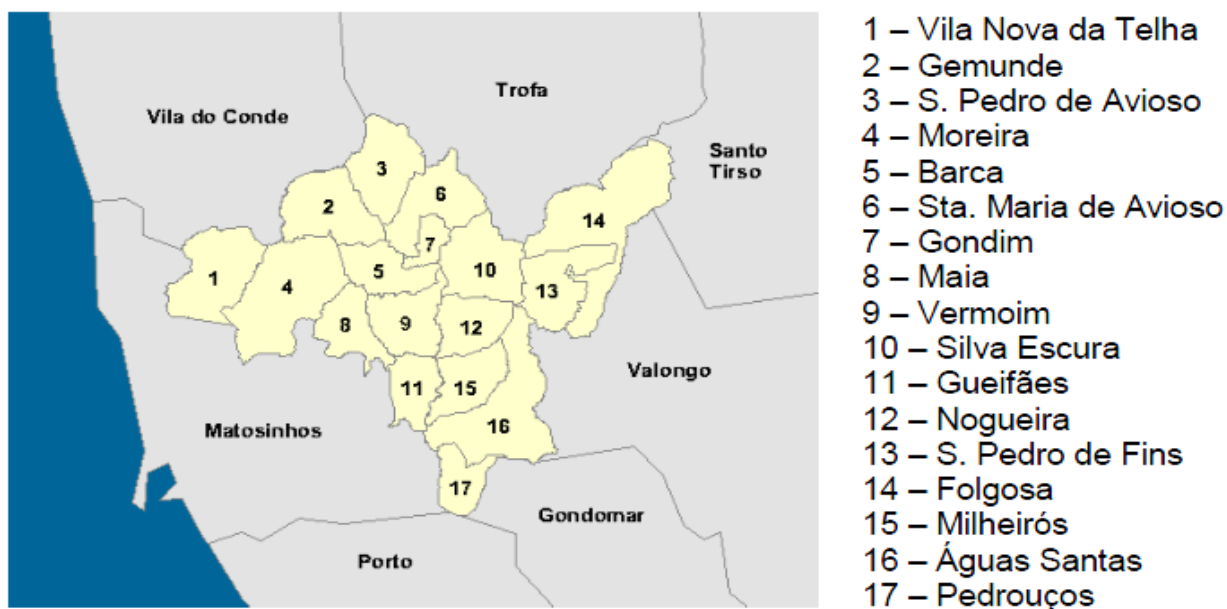 Trofa
Vila do Conde
Santo
Tirso
3
6
2
14
7
1
5
10
4
13
8
9
12
Valongo
11
15
Matosinhos
16
17
Gondomar
Porto
1 – Vila Nova da Telha
2 – Gemunde
3 – S. Pedro de Avioso
4 – Moreira
5 – Barca
6 – Sta. Maria de Avioso
7 – Gondim
8 – Maia
9 – Vermoim
10 – Silva Escura
11 – Gueifães
12 – Nogueira
13 – S. Pedro de Fins
14 – Folgosa
15 – Milheirós
16 – Águas Santas
17 – Pedrouços